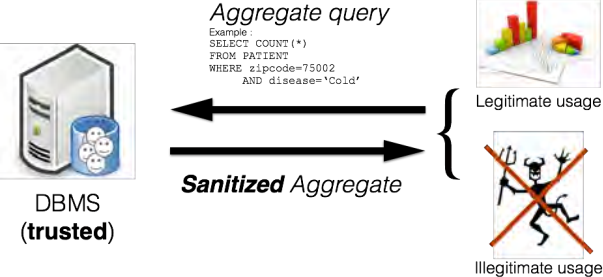 Aggregate query
Example :
SELECT COUNT(*)
FROM PATIENT
WHERE zipcode=75002
AND disease=‘Cold’
Legitimate usage
Sanitized Aggregate
DBMS
(trusted)
Illegitimate usage